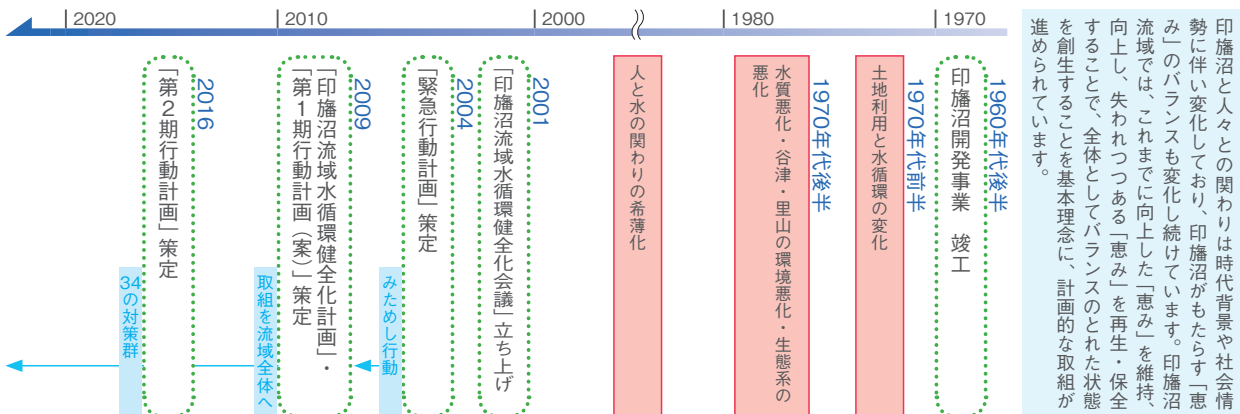 印旛沼と人々との関わりは時代背景や社会情
勢に伴い変化しており、印旛沼がもたらす「恵
み」のバランスも変化し続けています。印旛沼
流域では、これまでに向上した「恵み」を維持、
向上し、失われつつある「恵み」を再生・保全
することで、全体としてバランスのとれた状態
を創生することを基本理念に、計画的な取組が
進められています。
1970
1980
2000
2010
2020
1960年代後半
印旛沼開発事業 竣工
1970年代前半
土地利用と水循環の変化
1970年代後半
水質悪化・谷津・里山の環境悪化・生態系の
悪化
人と水の関わりの希薄化
2001
「印旛沼流域水循環健全化会議」立ち上げ
2004
「緊急行動計画」策定
みためし行動
2009
「印旛沼流域水循環健全化計画」・
「第1期行動計画（案）」策定
取組を流域全体へ
2016
「第2期行動計画」策定
34の対策群